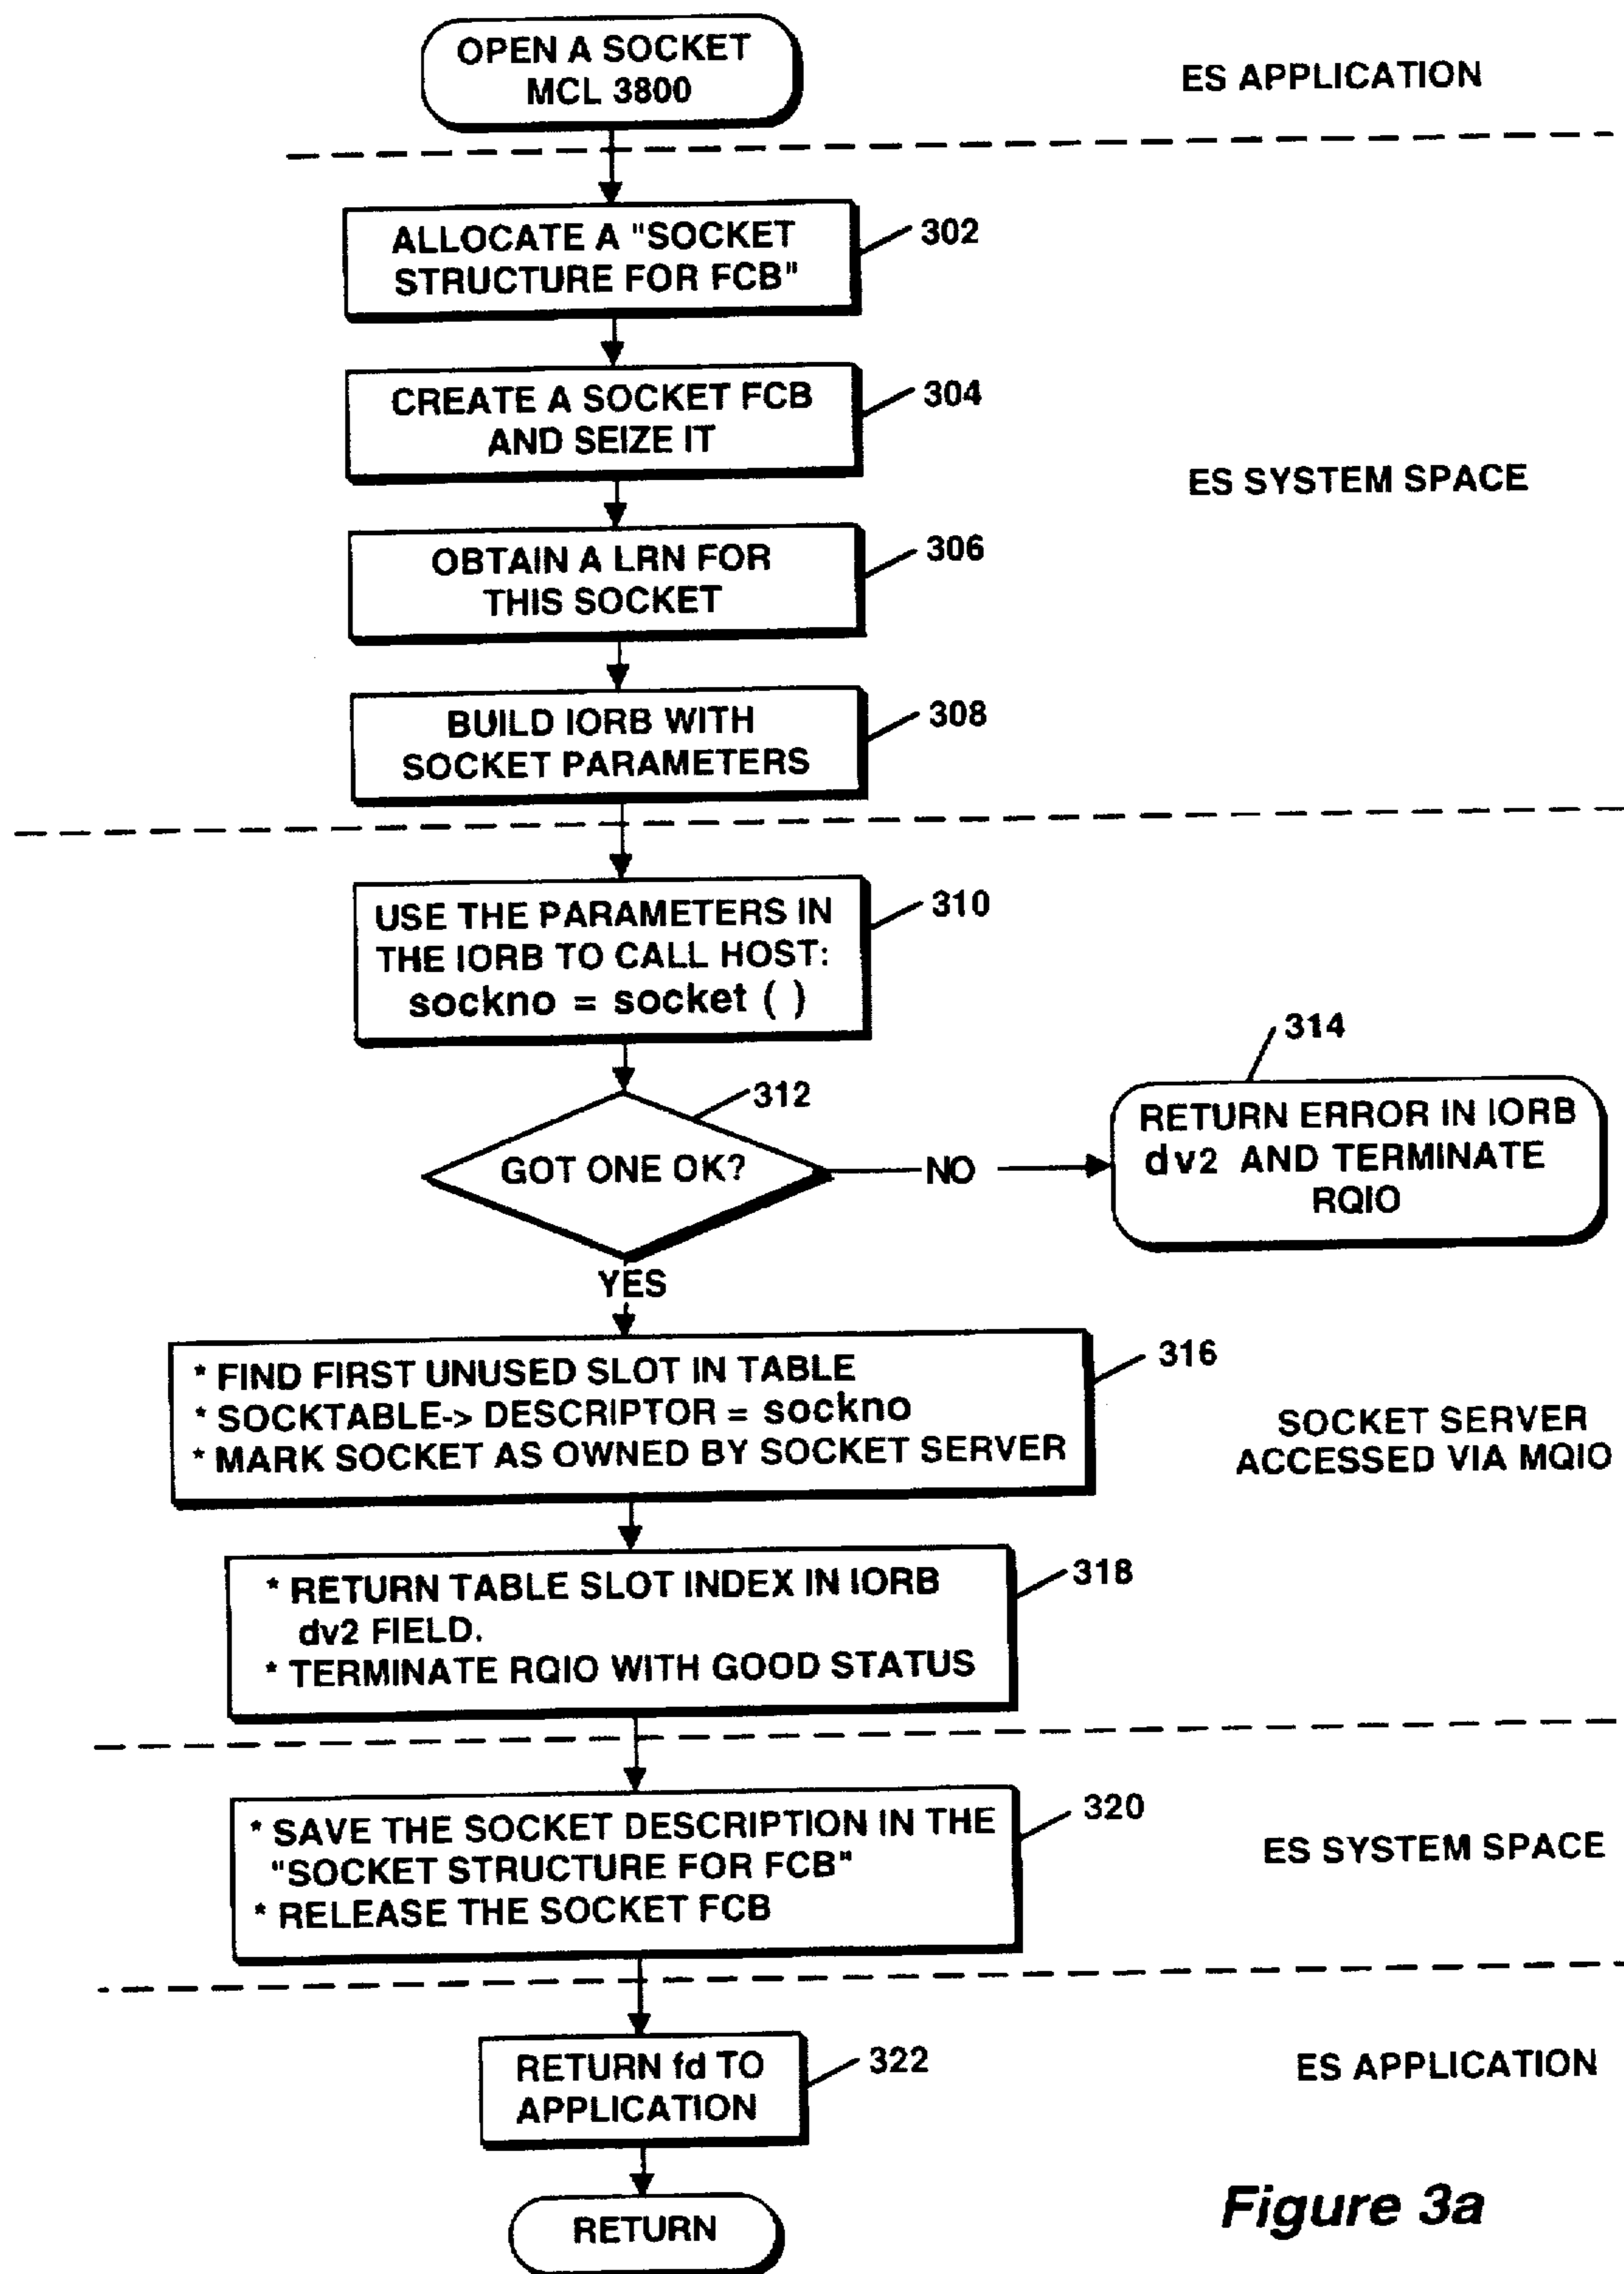 OPEN A SOCKET
MCL 3800
ES APPLICATION
ALLOCATE A "SOCKET
STRUCTURE FOR FCB"
302
CREATE A SOCKET FCB
AND SEIZE IT
304
ES SYSTEM SPACE
OBTAIN A LRN FOR
THIS SOCKET
306
BUILD IORB WITH
SOCKET PARAMETERS
308
USE THE PARAMETERS IN
THE IORB TO CALL HOST:
sockno = socket ( )
310
312
GOT ONE OK?
NO
314
RETURN ERROR IN IORB
dv2 AND TERMINATE
RQIO
YES
* FIND FIRST UNUSED SLOT IN TABLE
* SOCKTABLE-> DESCRIPTOR = sockno
* MARK SOCKET AS OWNED BY SOCKET SERVER
316
SOCKET SERVER
ACCESSED VIA MQIO
* RETURN TABLE SLOT INDEX IN IORB
dv2 FIELD.
* TERMINATE RQIO WITH GOOD STATUS
318
* SAVE THE SOCKET DESCRIPTION IN THE
"SOCKET STRUCTURE FOR FCB"
* RELEASE THE SOCKET FCB
320
ES SYSTEM SPACE
RETURN fd TO
APPLICATION
322
ES APPLICATION
RETURN
Figure 3a